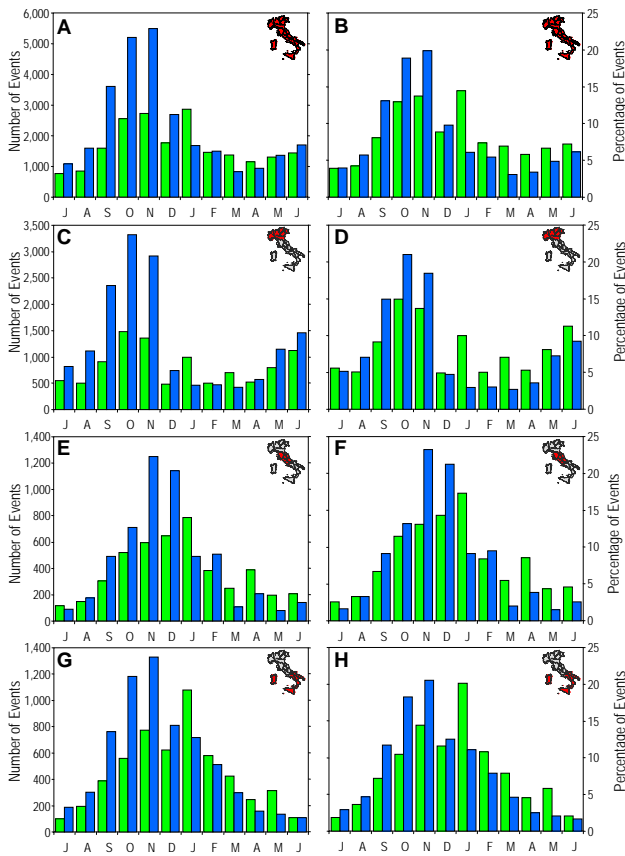 A
Number of Events
6,000
5,000
4,000
3,000
2,000
1,000
0
J A S O N D J F M A M J
B
25
20
15
10
5
0
Percentage of Events
J A S O N D J F M A M J
C
Number of Events
3,500
3,000
2,500
2,000
1,500
1,000
500
0
J A S O N D J F M A M J
D
25
20
15
10
5
0
Percentage of Events
J A S O N D J F M A M J
E
Number of Events
1,400
1,200
1,000
800
600
400
200
0
J A S O N D J F M A M J
F
25
20
15
10
5
0
Percentage of Events
J A S O N D J F M A M J
G
Number of Events
1,400
1,200
1,000
800
600
400
200
0
J A S O N D J F M A M J
H
25
20
15
10
5
0
Percentage of Events
J A S O N D J F M A M J